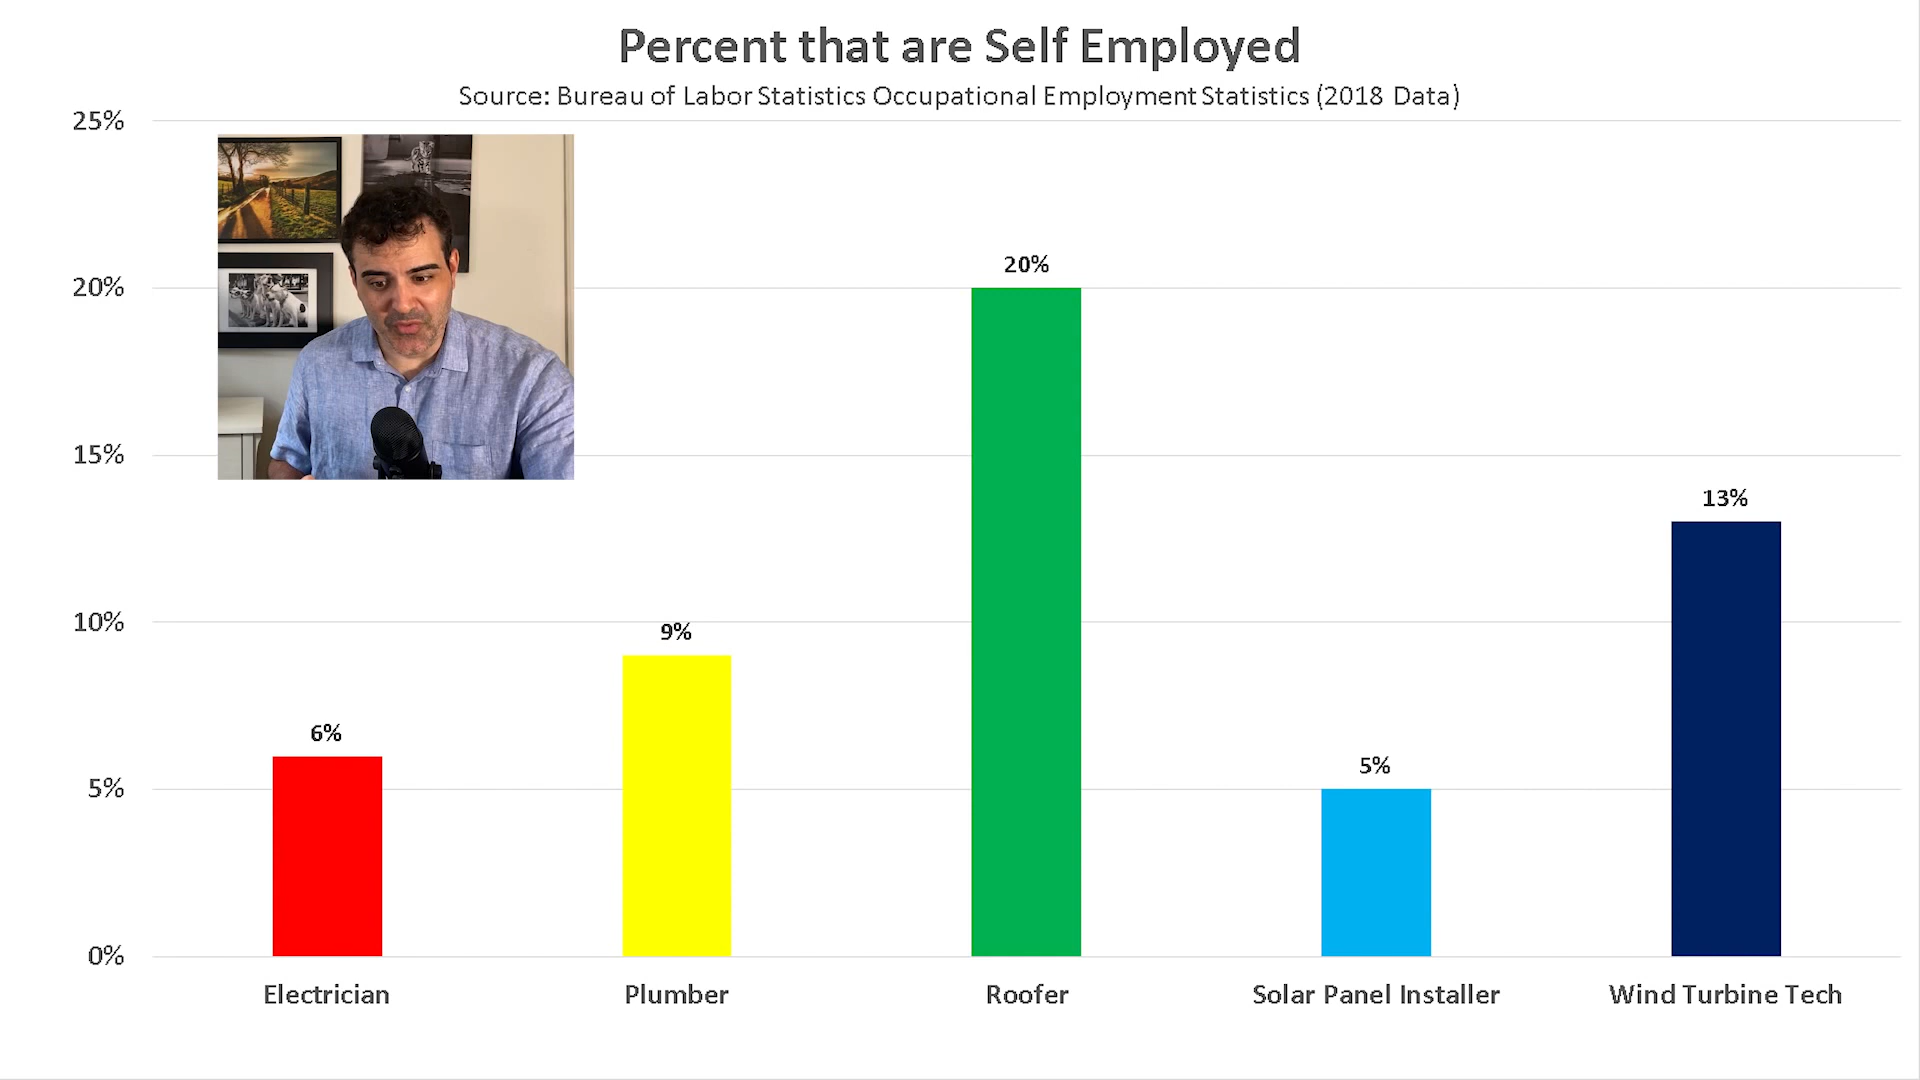 Percent that are Self Employed
Source: Bureau of Labor Statistics Occupational Employment Statistics (2018 Data)
25%
20%
15%
10%
5%
0%
6%
9%
20%
5%
13%
Electrician
Plumber
Roofer
Solar Panel Installer
Wind Turbine Tech